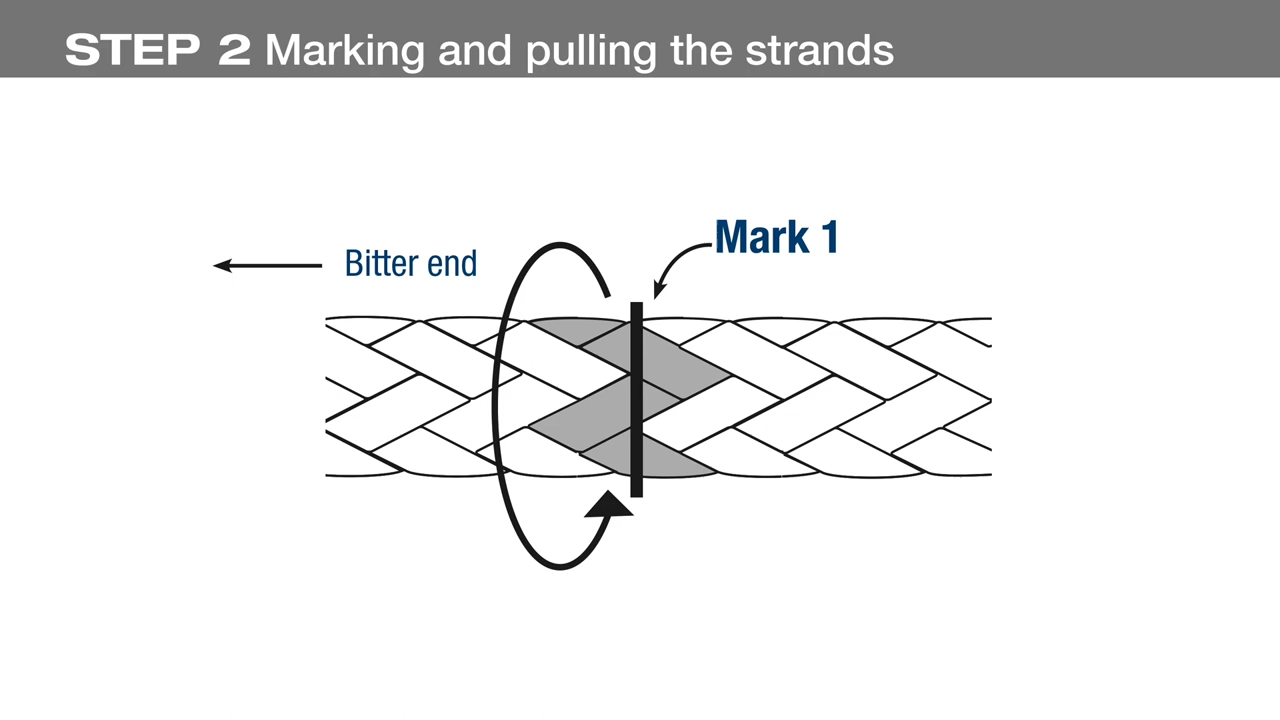 STEP 2 Marking and pulling the strands
Mark 1
Bitter end